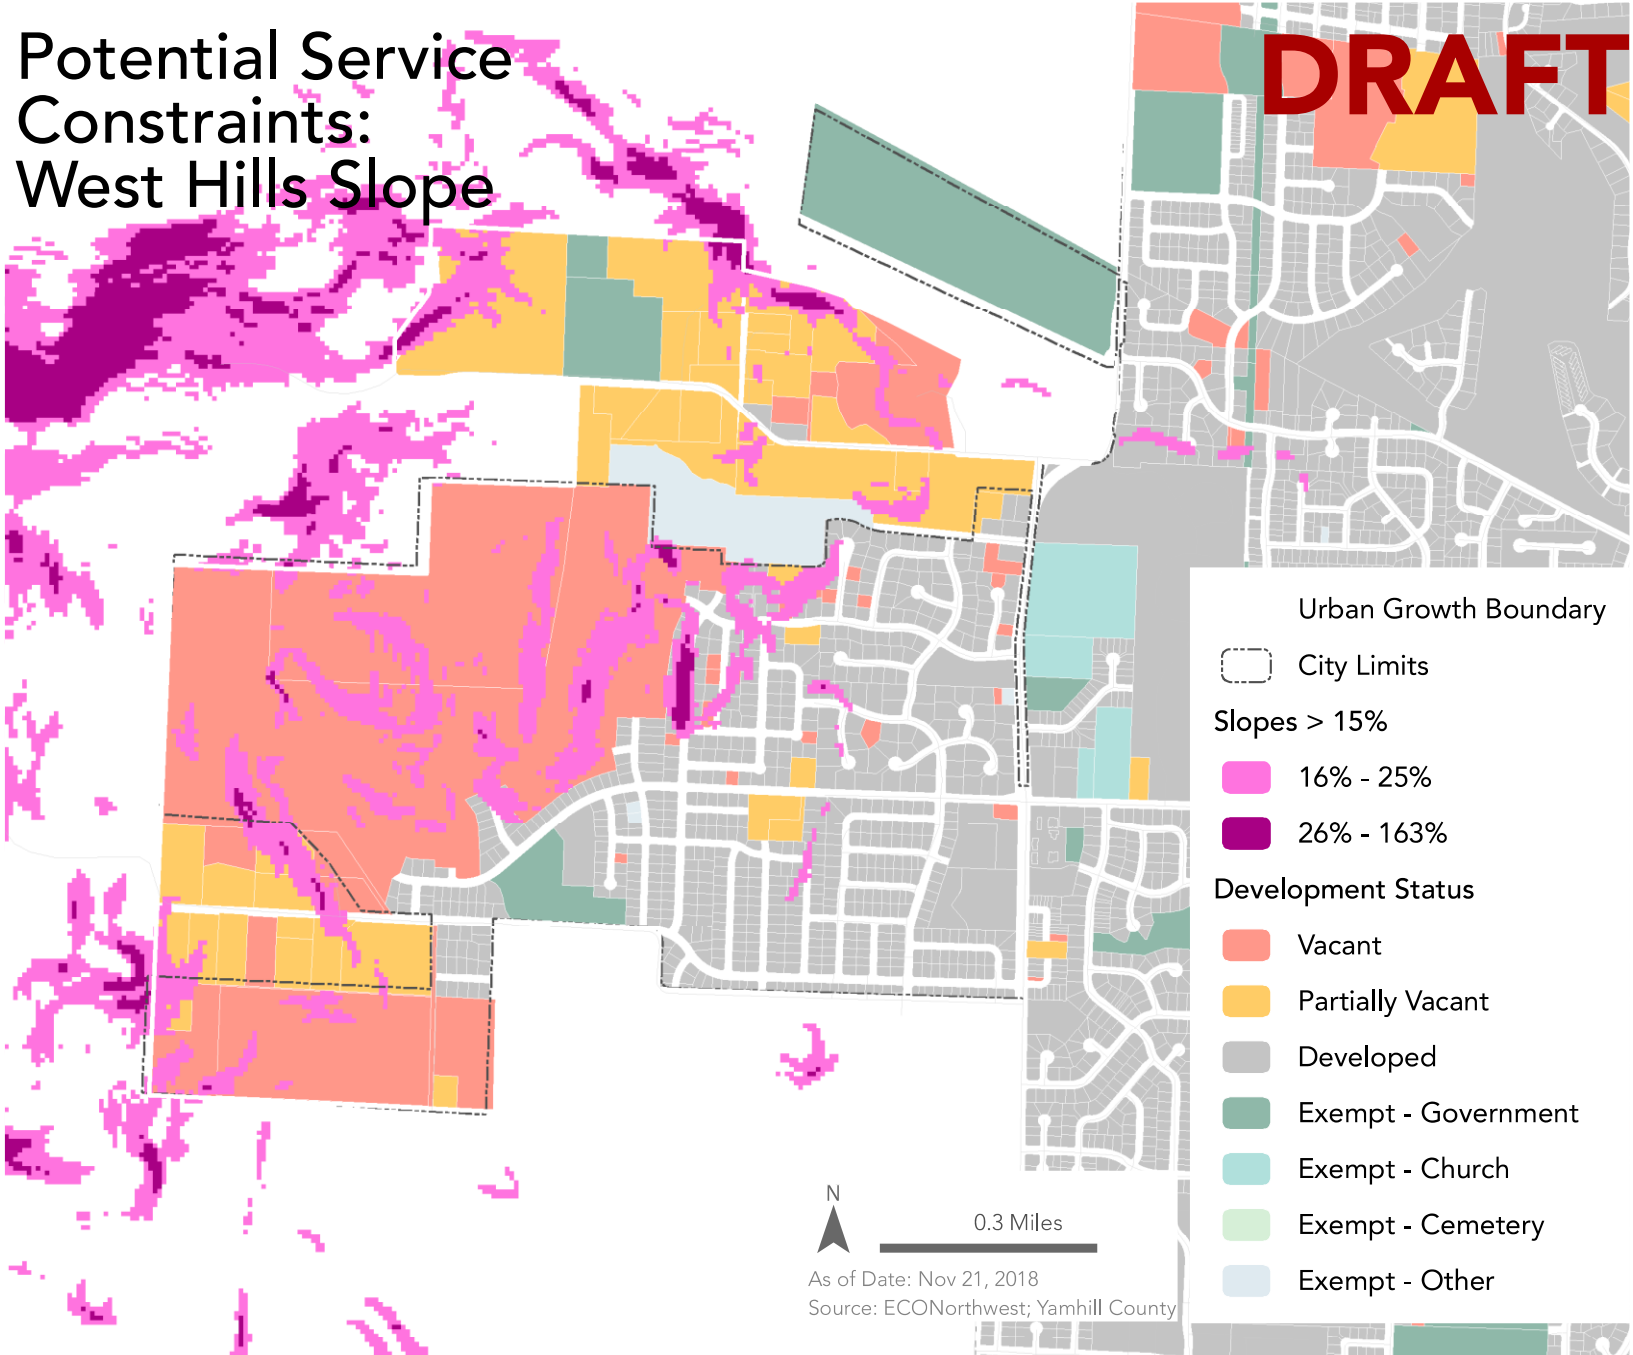 Potential Service
Constraints:
West Hills Slope
DRAFT
Urban Growth Boundary
City Limits
Slopes > 15%
16% - 25%
26% - 163%
Development Status
Vacant
Partially Vacant
Developed
Exempt - Government
Exempt - Church
Exempt - Cemetery
Exempt - Other
N
0.3 Miles
As of Date: Nov 21, 2018
Source: ECONorthwest; Yamhill County